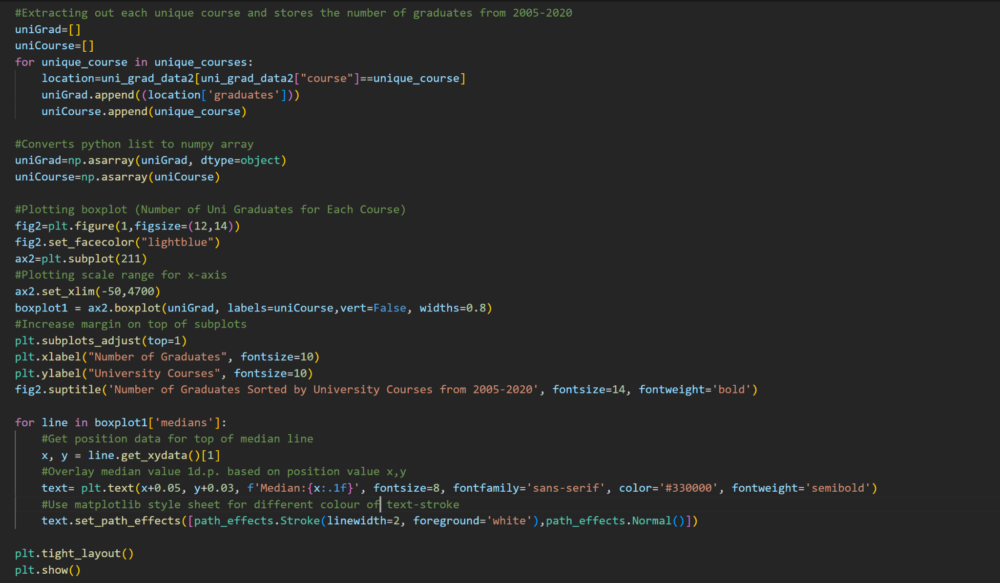 #Extracting out each unique course and stores the number of graduates from 2005-2020
uniGrad=[]
uniCourse=[]
for unique_course in unique_courses:
    location=uni_grad_data2[uni_grad_data2["course"]==unique_course]
    uniGrad.append((location['graduates']))
    uniCourse.append(unique_course)

#Converts python list to numpy array
uniGrad=np.asarray(uniGrad, dtype=object)
uniCourse=np.asarray(uniCourse)

#Plotting boxplot (Number of Uni Graduates for Each Course)
fig2=plt.figure(1,figsize=(12,14))
fig2.set_facecolor("lightblue")
ax2=plt.subplot(211)
#Plotting scale range for x-axis
ax2.set_xlim(-50,4700)
boxplot1 = ax2.boxplot(uniGrad, labels=uniCourse,vert=False, widths=0.8)
#Increase margin on top of subplots
plt.subplots_adjust(top=1)
plt.xlabel("Number of Graduates", fontsize=10)
plt.ylabel("University Courses", fontsize=10)
fig2.suptitle('Number of Graduates Sorted by University Courses from 2005-2020', fontsize=14, fontweight='bold')

for line in boxplot1['medians']:
    #Get position data for top of median line
    x, y = line.get_xydata()[1]
    #Overlay median value 1d.p. based on position value x,y
    text= plt.text(x+0.05, y+0.03, f'Median:{x:.1f}', fontsize=8, fontfamily='sans-serif', color='#330000', fontweight='semibold')
    #Use matplotlib style sheet for different colour of text-stroke
    text.set_path_effects([path_effects.Stroke(linewidth=2, foreground='white'),path_effects.Normal()])

plt.tight_layout()
plt.show()